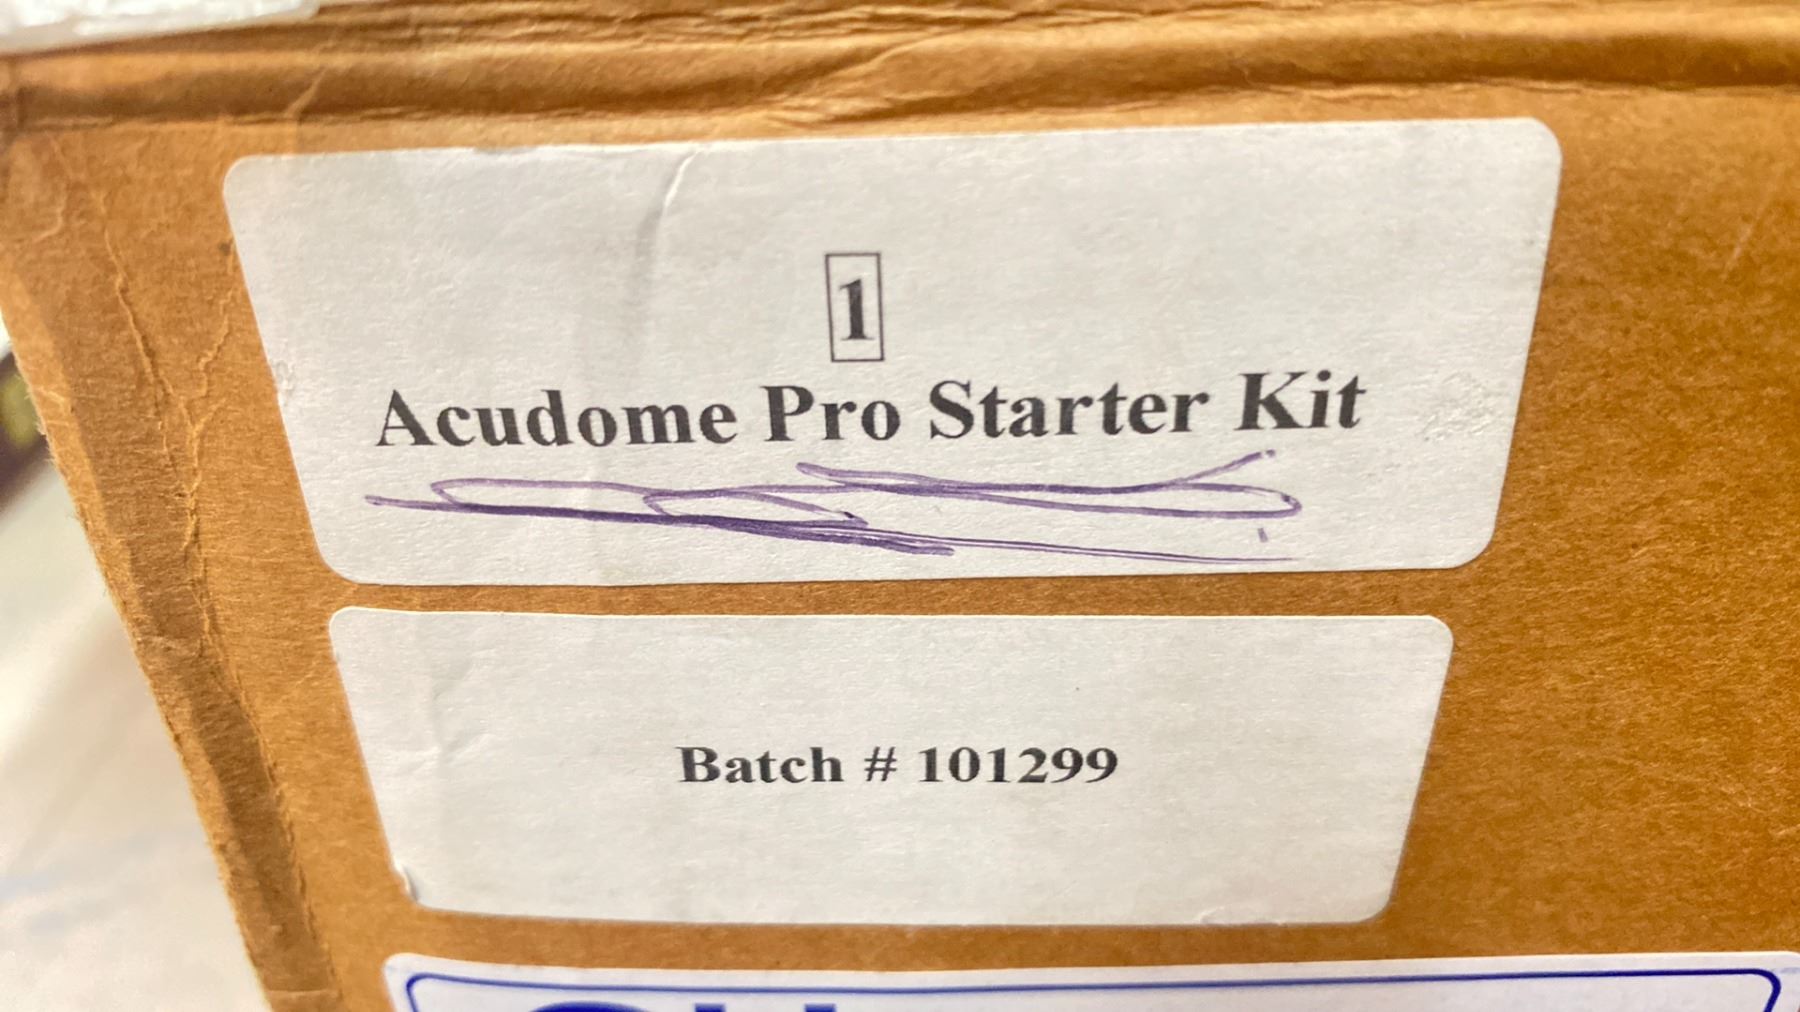 1
Acudome Pro Starter Kit
Batch # 101299